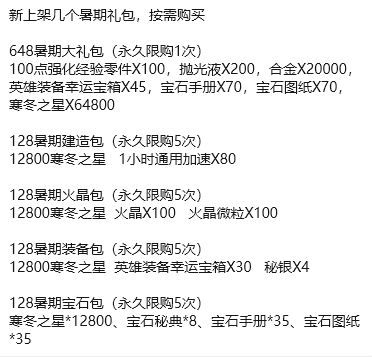 新上架几个暑期礼包，按需购买
648暑期大礼包（永久限购1次）
100点强化经验零件X100，抛光液X200，合金X20000，
英雄装备幸运宝箱X45，宝石手册X70，宝石图纸X70，
寒冬之星X64800
128暑期建造包（永久限购5次）
12800寒冬之星 1小时通用加速X80
128暑期火晶包（永久限购5次）
12800寒冬之星 火晶X100 火晶微粒X100
128暑期装备包（永久限购5次）
12800寒冬之星 英雄装备幸运宝箱X30 秘银X4
128暑期宝石包（永久限购5次）
寒冬之星*12800、宝石秘典*8、宝石手册*35、宝石图纸
*35